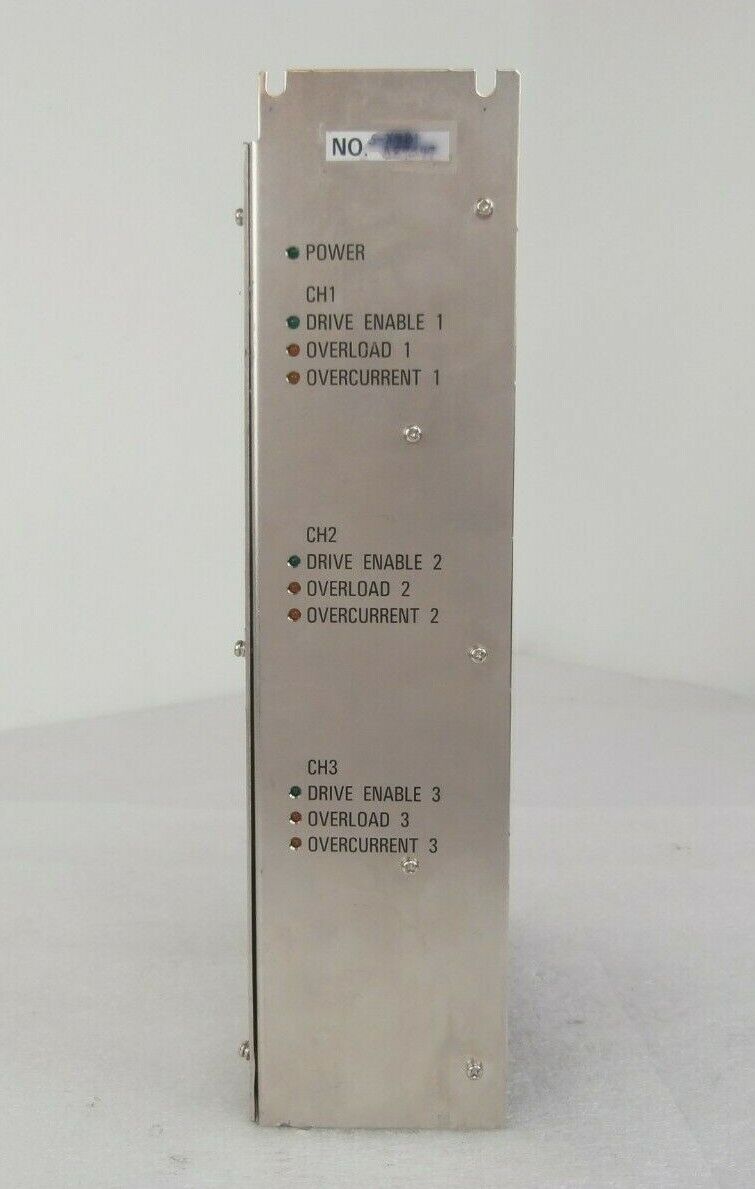 NO.
POWER
CH1
DRIVE ENABLE 1
OVERLOAD 1
OVERCURRENT 1
CH2
DRIVE ENABLE 2
OVERLOAD 2
OVERCURRENT 2
CH3
DRIVE ENABLE 3
OVERLOAD 3
OVERCURRENT 3